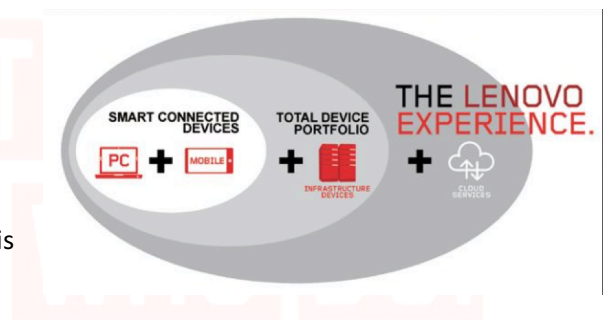 THE LENOVO
EXPERIENCE.
SMART CONNECTED
DEVICES
TOTAL DEVICE
PORTFOLIO
PC
MOBILE
INFRASTRUCTURE
DEVICES
CLOUD
SERVICES
is